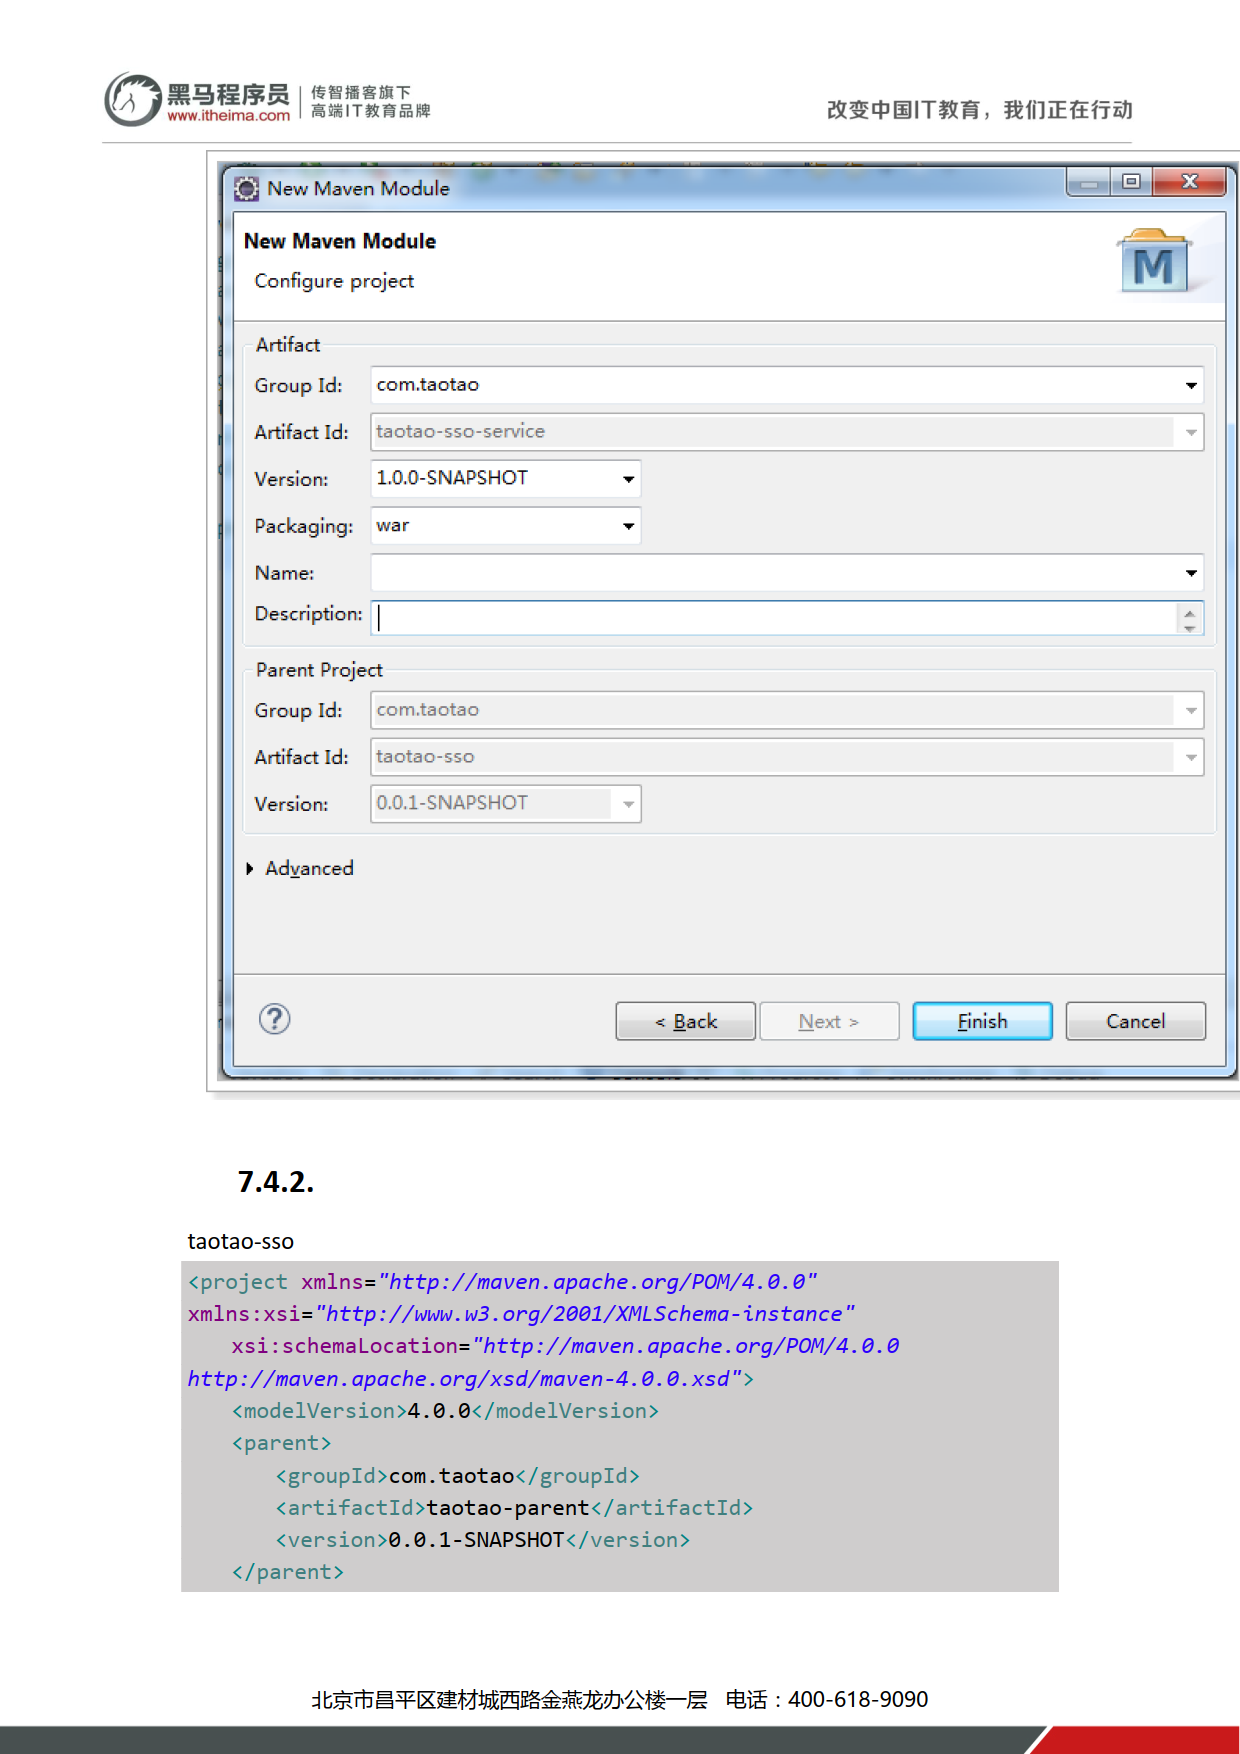 黑马程序员
www.itheima.com
传智播客旗下
高端IT教育品牌
改变中国IT教育，我们正在行动
New Maven Module
New Maven Module
Configure project
M
Artifact
Group Id: com.taotao
Artifact Id: taotao-sso-service
Version: 1.0.0-SNAPSHOT
Packaging: war
Name:
Description:
Parent Project
Group Id: com.taotao
Artifact Id: taotao-sso
Version: 0.0.1-SNAPSHOT
Advanced
< Back Next > Finish Cancel
7.4.2.
taotao-sso
<project xmlns="http://maven.apache.org/POM/4.0.0"
xmlns:xsi="http://www.w3.org/2001/XMLSchema-instance"
xsi:schemaLocation="http://maven.apache.org/POM/4.0.0
http://maven.apache.org/xsd/maven-4.0.0.xsd">
<modelVersion>4.0.0</modelVersion>
<parent>
<groupId>com.taotao</groupId>
<artifactId>taotao-parent</artifactId>
<version>0.0.1-SNAPSHOT</version>
</parent>
北京市昌平区建材城西路金燕龙办公楼一层 电话：400-618-9090